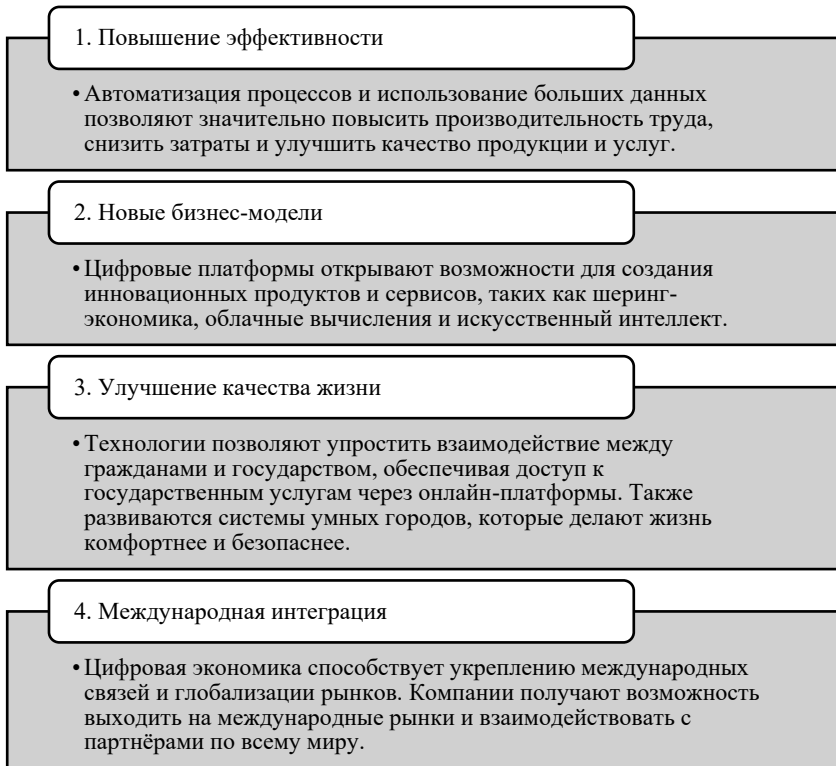 1. Повышение эффективности
• Автоматизация процессов и использование больших данных
позволяют значительно повысить производительность труда,
снизить затраты и улучшить качество продукции и услуг.
2. Новые бизнес-модели
• Цифровые платформы открывают возможности для создания
инновационных продуктов и сервисов, таких как шеринг-
экономика, облачные вычисления и искусственный интеллект.
3. Улучшение качества жизни
• Технологии позволяют упростить взаимодействие между
гражданами и государством, обеспечивая доступ к
государственным услугам через онлайн-платформы. Также
развиваются системы умных городов, которые делают жизнь
комфортнее и безопаснее.
4. Международная интеграция
• Цифровая экономика способствует укреплению международных
связей и глобализации рынков. Компании получают возможность
выходить на международные рынки и взаимодействовать с
партнёрами по всему миру.